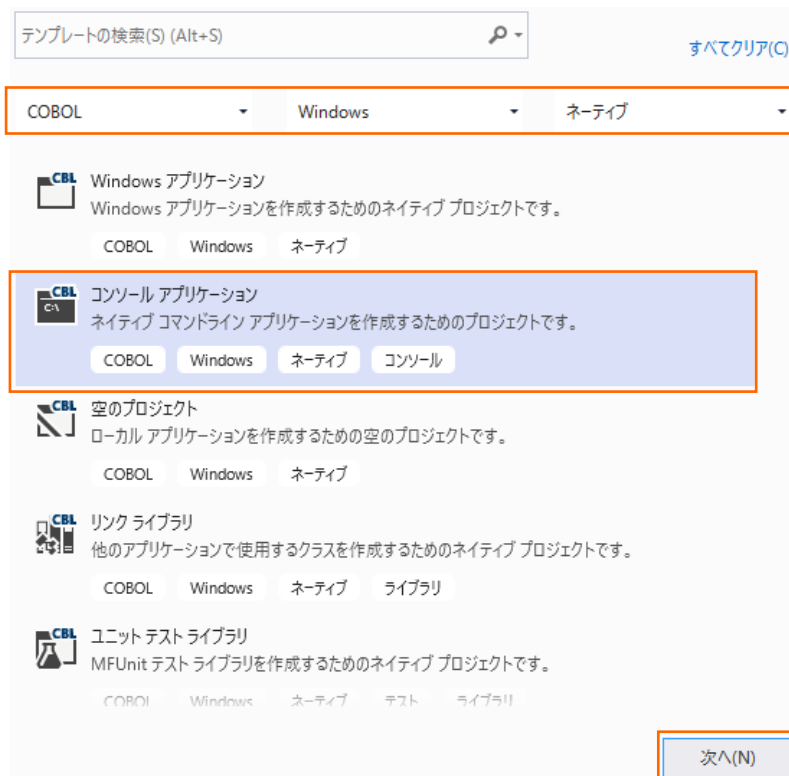 テンプレートの検索(S) (Alt+S)
すべてクリア(C)
COBOL Windows ネーティブ
CBL Windows アプリケーション
Windows アプリケーションを作成するためのネイティブ プロジェクトです。
COBOL Windows ネーティブ
CBL コンソール アプリケーション
C:\ ネイティブ コマンドライン アプリケーションを作成するためのプロジェクトです。
COBOL Windows ネーティブ コンソール
CBL 空のプロジェクト
ローカル アプリケーションを作成するための空のプロジェクトです。
COBOL Windows ネーティブ
CBL リンク ライブラリ
他のアプリケーションで使用するクラスを作成するためのネイティブ プロジェクトです。
COBOL Windows ネーティブ ライブラリ
CBL ユニット テスト ライブラリ
MFUnit テスト ライブラリを作成するためのネイティブ プロジェクトです。
COBOL Windows ネーティブ テスト ライブラリ
次へ(N)